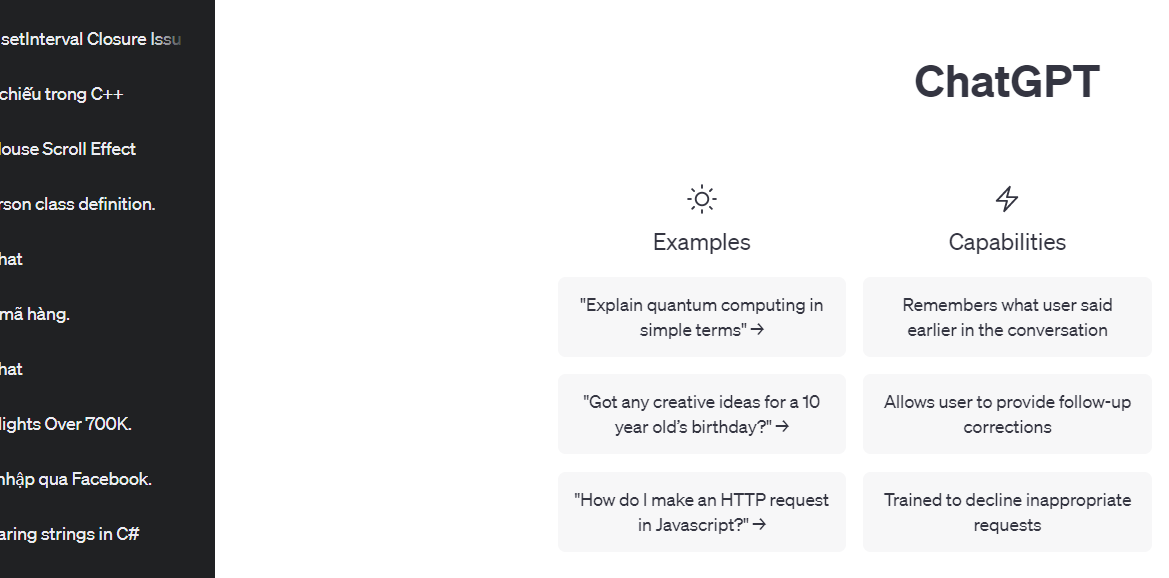 setInterval Closure Issu
chiếu trong C++
ouse Scroll Effect
rson class definition.
hat
mã hàng.
hat
lights Over 700K.
nhập qua Facebook.
aring strings in C#
ChatGPT
Examples
"Explain quantum computing in
simple terms" →
"Got any creative ideas for a 10
year old's birthday?" →
"How do I make an HTTP request
in Javascript?" →
Capabilities
Remembers what user said
earlier in the conversation
Allows user to provide follow-up
corrections
Trained to decline inappropriate
requests